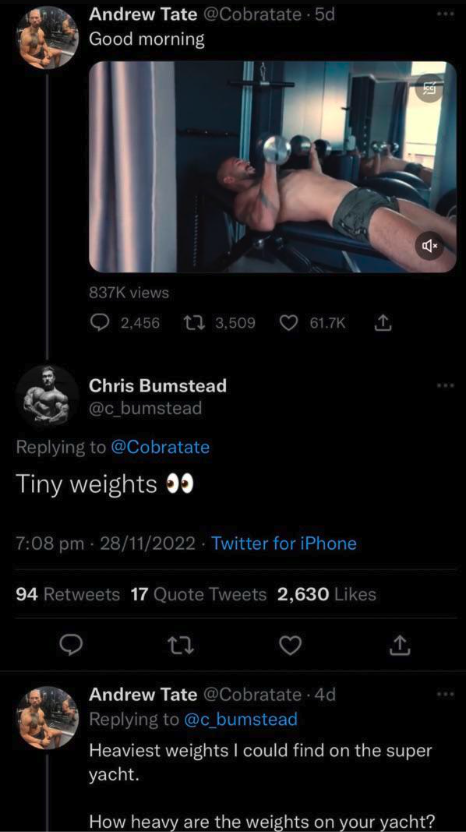 Andrew Tate @Cobratate · 5d
Good morning
837K views
2,456 3,509 61.7K
Chris Bumstead
@c_bumstead
Replying to @Cobratate
Tiny weights 👀
7:08 pm · 28/11/2022 · Twitter for iPhone
94 Retweets 17 Quote Tweets 2,630 Likes
Andrew Tate @Cobratate · 4d
Replying to @c_bumstead
Heaviest weights I could find on the super
yacht.
How heavy are the weights on your yacht?